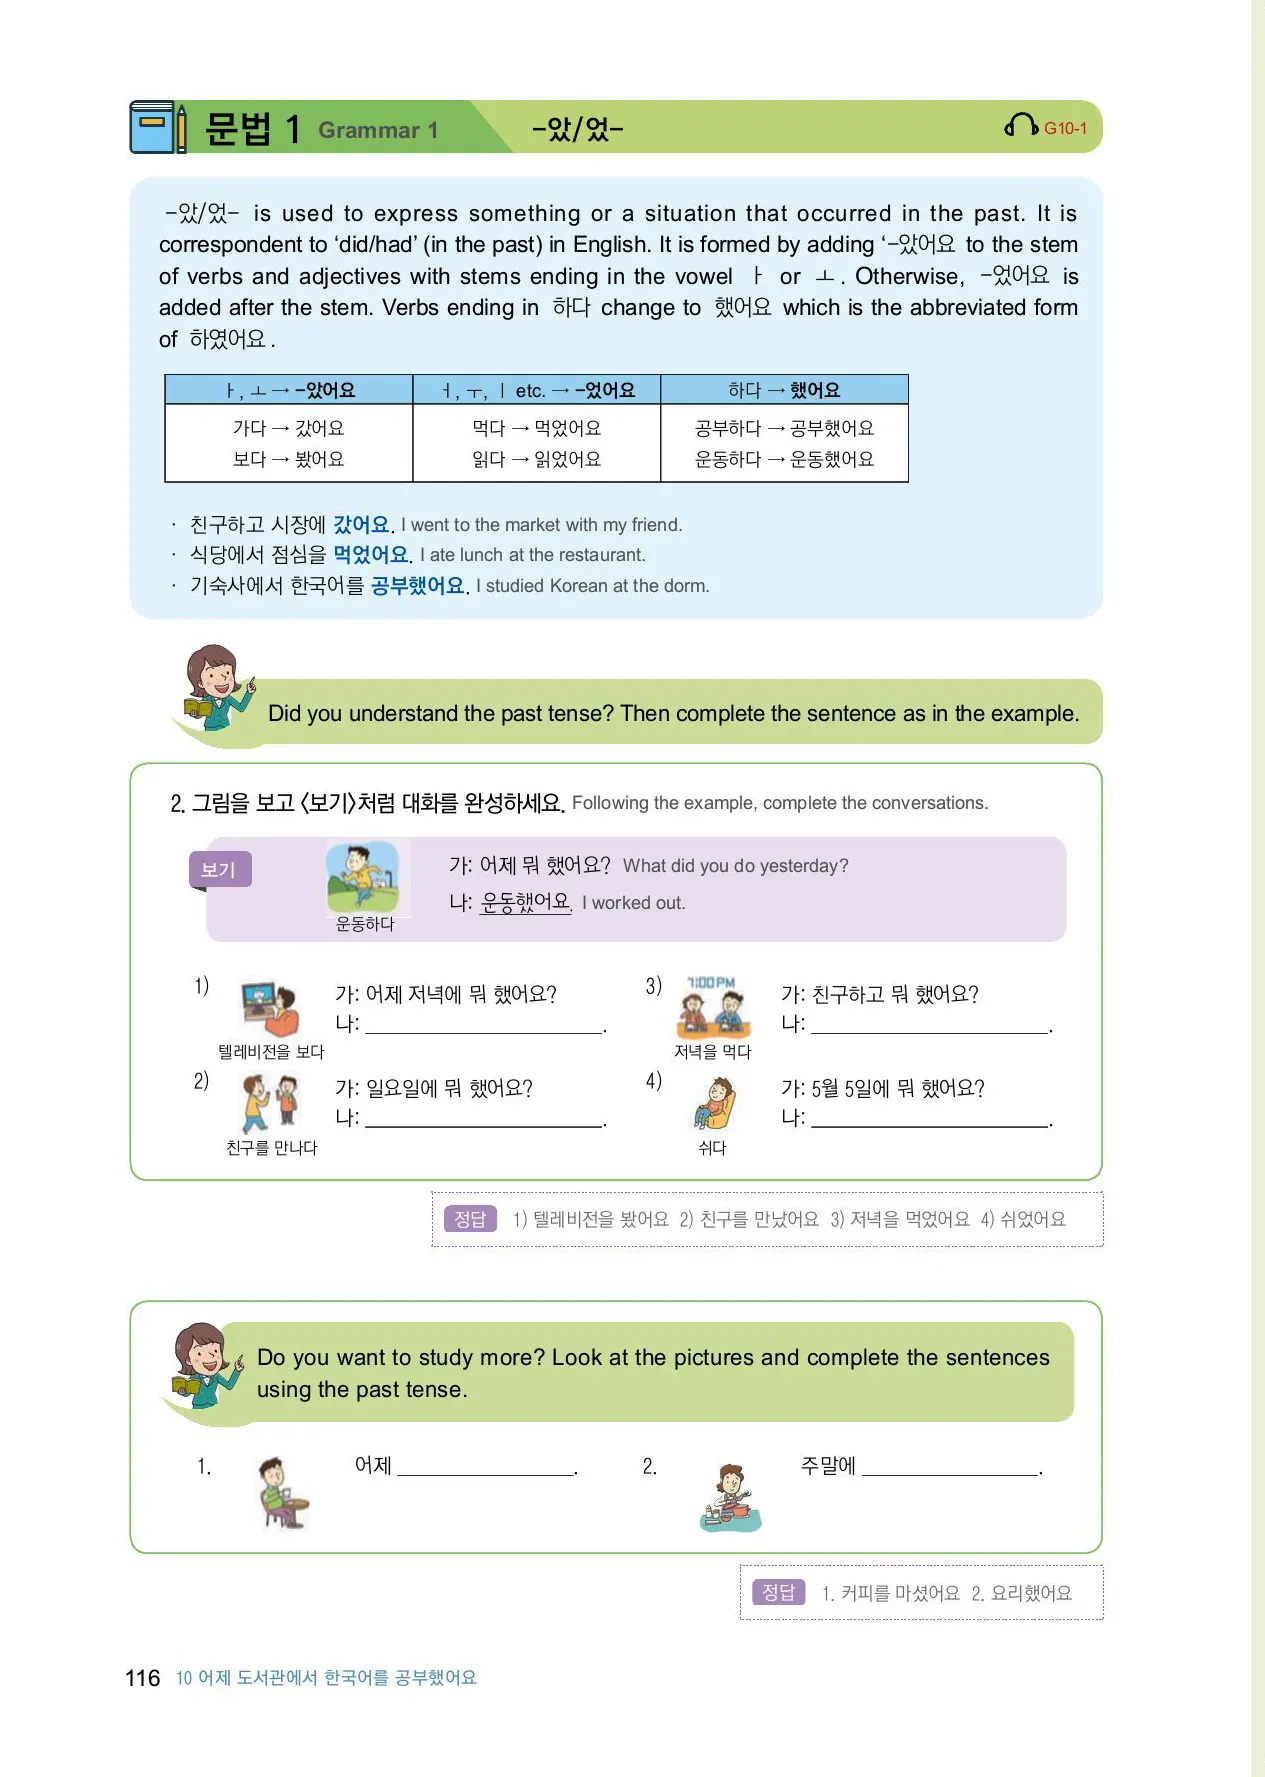 문법 1 Grammar 1 -았/었- G10-1
-았/었- is used to express something or a situation that occurred in the past. It is
correspondent to ‘did/had’ (in the past) in English. It is formed by adding ‘-았어요 to the stem
of verbs and adjectives with stems ending in the vowel ㅏ or ㅗ. Otherwise, -었어요 is
added after the stem. Verbs ending in 하다 change to 했어요 which is the abbreviated form
of 하였어요.
ㅏ, ㅗ → -았어요 ㅓ, ㅜ, ㅣ etc. → -었어요 하다 → 했어요
가다 → 갔어요 먹다 → 먹었어요 공부하다 → 공부했어요
보다 → 봤어요 읽다 → 읽었어요 운동하다 → 운동했어요
· 친구하고 시장에 갔어요. I went to the market with my friend.
· 식당에서 점심을 먹었어요. I ate lunch at the restaurant.
· 기숙사에서 한국어를 공부했어요. I studied Korean at the dorm.
Did you understand the past tense? Then complete the sentence as in the example.
2. 그림을 보고 〈보기〉처럼 대화를 완성하세요. Following the example, complete the conversations.
보기
가: 어제 뭐 했어요? What did you do yesterday?
나: 운동했어요. I worked out.
운동하다
1)
가: 어제 저녁에 뭐 했어요?
나: ____________________.
텔레비전을 보다
2)
가: 일요일에 뭐 했어요?
나: ____________________.
친구를 만나다
3)
7:00PM
가: 친구하고 뭐 했어요?
나: ____________________.
저녁을 먹다
4)
가: 5월 5일에 뭐 했어요?
나: ____________________.
쉬다
정답 1) 텔레비전을 봤어요 2) 친구를 만났어요 3) 저녁을 먹었어요 4) 쉬었어요
Do you want to study more? Look at the pictures and complete the sentences
using the past tense.
1. 어제 _______________.
2. 주말에 _______________.
정답 1. 커피를 마셨어요 2. 요리했어요
116 10 어제 도서관에서 한국어를 공부했어요